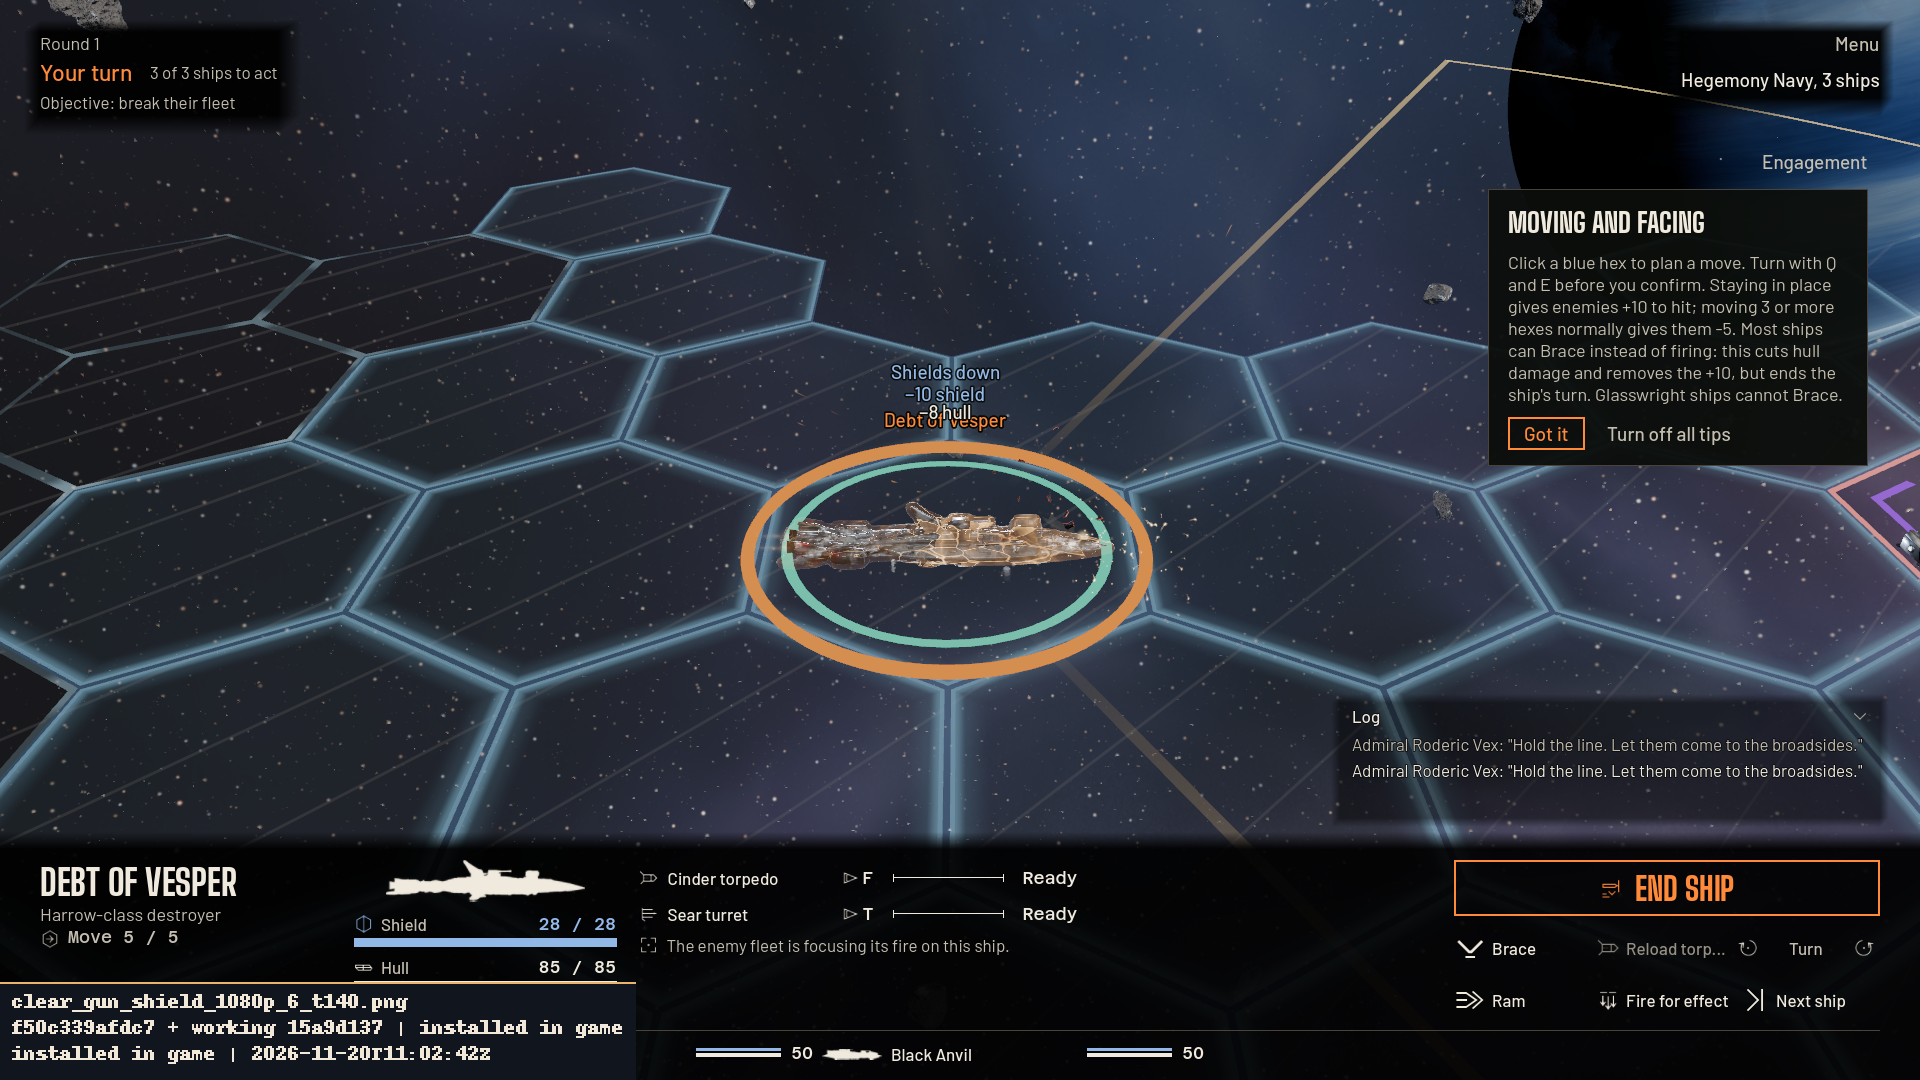 Round 1
Your turn 3 of 3 ships to act
Objective: break their fleet
Menu
Hegemony Navy, 3 ships
Engagement
MOVING AND FACING
Click a blue hex to plan a move. Turn with Q
and E before you confirm. Staying in place
gives enemies +10 to hit; moving 3 or more
hexes normally gives them -5. Most ships
can Brace instead of firing: this cuts hull
damage and removes the +10, but ends the
ship's turn. Glasswright ships cannot Brace.
Got it Turn off all tips
Shields down
−10 shield
−8 hull
Debt of Vesper
Log
Admiral Roderic Vex: "Hold the line. Let them come to the broadsides."
Admiral Roderic Vex: "Hold the line. Let them come to the broadsides."
DEBT OF VESPER
Harrow-class destroyer
Move 5 / 5
Shield 28 / 28
Hull 85 / 85
Cinder torpedo F Ready
Sear turret T Ready
The enemy fleet is focusing its fire on this ship.
END SHIP
Brace Reload torp... Turn
Ram Fire for effect Next ship
clear_gun_shield_1080p_6_t140.png
f50c339afdc7 + working 15a9d137 | installed in game
installed in game | 2026-11-20T11:02:42Z
50 Black Anvil 50